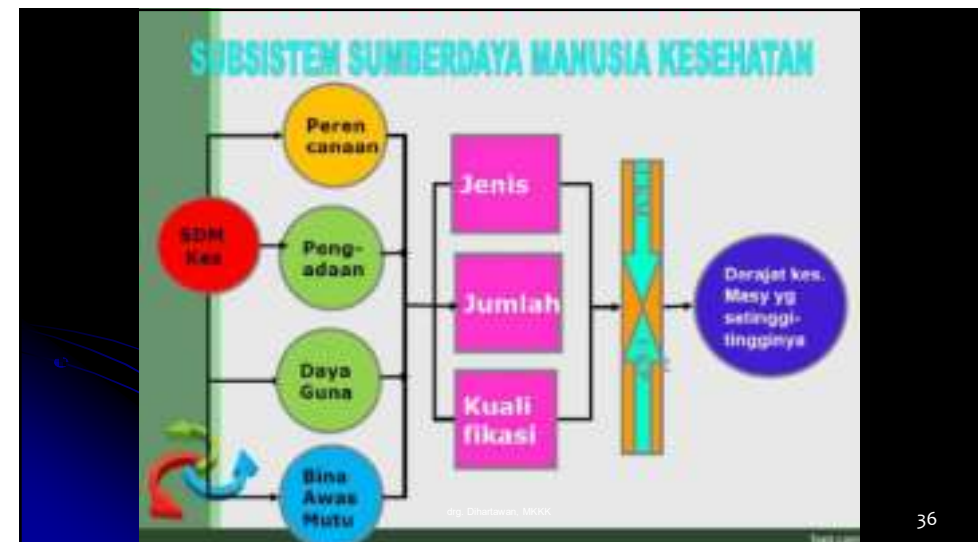 SUBSISTEM SUMBERDAYA MANUSIA KESEHATAN
Peren
canaan
SDM
Kes
Peng-
adaan
Daya
Guna
Bina
Awas
Mutu
Jenis
Jumlah
Kuali
fikasi
Derajat kes.
Masy yg
setinggi-
tingginya
36